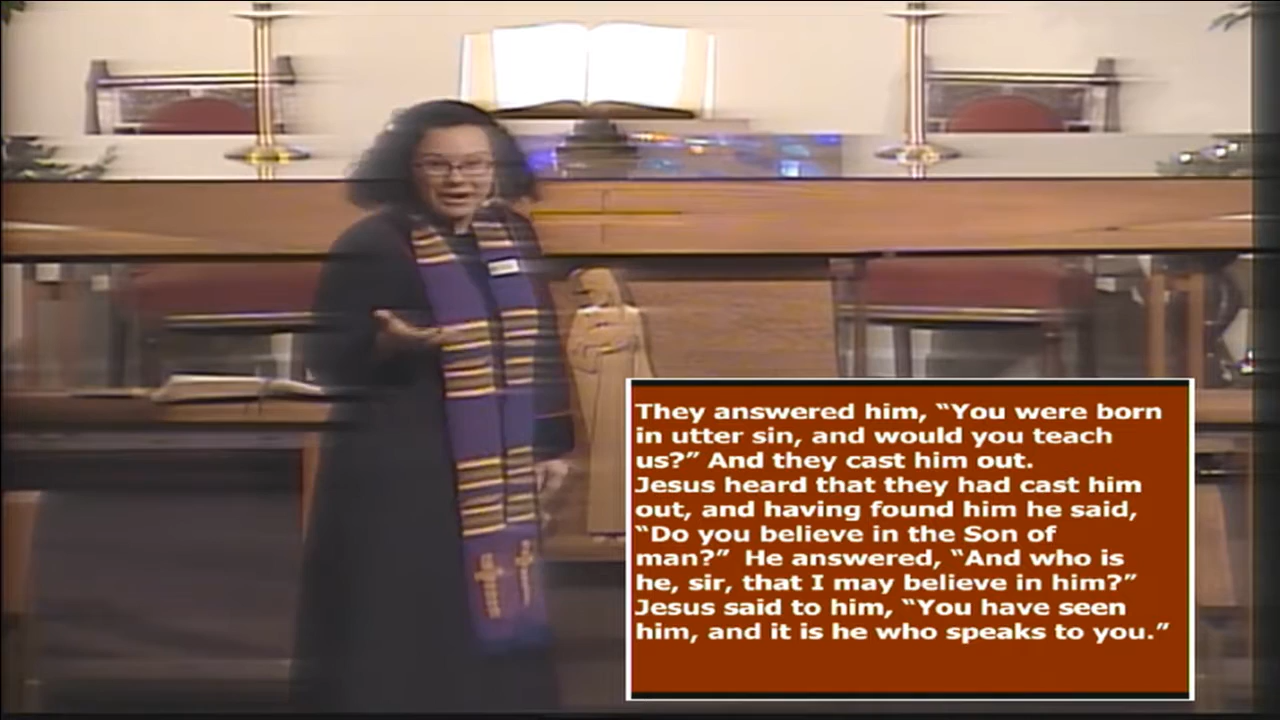 They answered him, “You were born
in utter sin, and would you teach
us?” And they cast him out.
Jesus heard that they had cast him
out, and having found him he said,
“Do you believe in the Son of
man?” He answered, “And who is
he, sir, that I may believe in him?”
Jesus said to him, “You have seen
him, and it is he who speaks to you.”